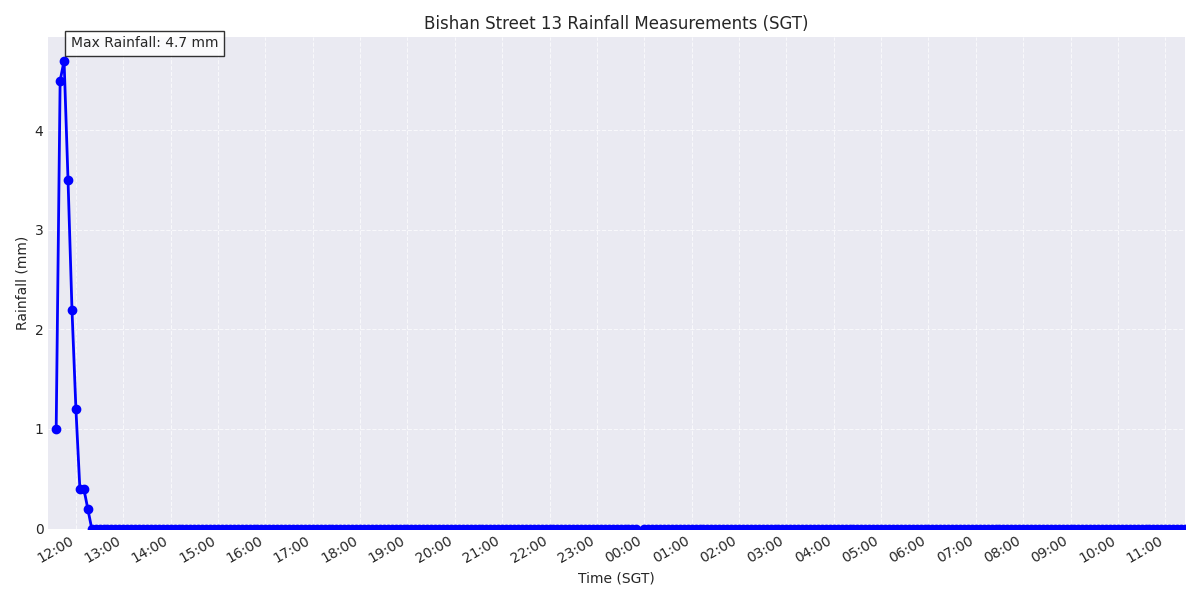 Bishan Street 13 Rainfall Measurements (SGT)
Max Rainfall: 4.7 mm
Rainfall (mm)
4
3
2
1
0
12:00 13:00 14:00 15:00 16:00 17:00 18:00 19:00 20:00 21:00 22:00 23:00 00:00 01:00 02:00 03:00 04:00 05:00 06:00 07:00 08:00 09:00 10:00 11:00
Time (SGT)